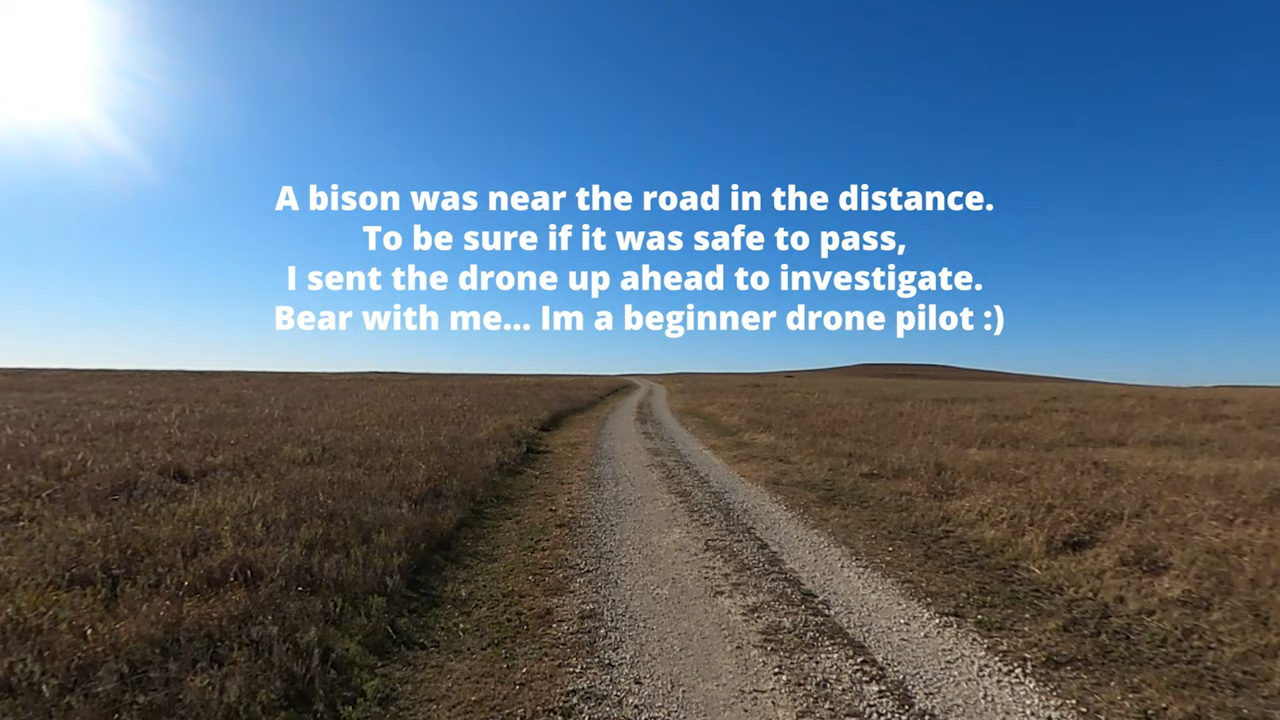 A bison was near the road in the distance.
To be sure if it was safe to pass,
I sent the drone up ahead to investigate.
Bear with me... Im a beginner drone pilot :)